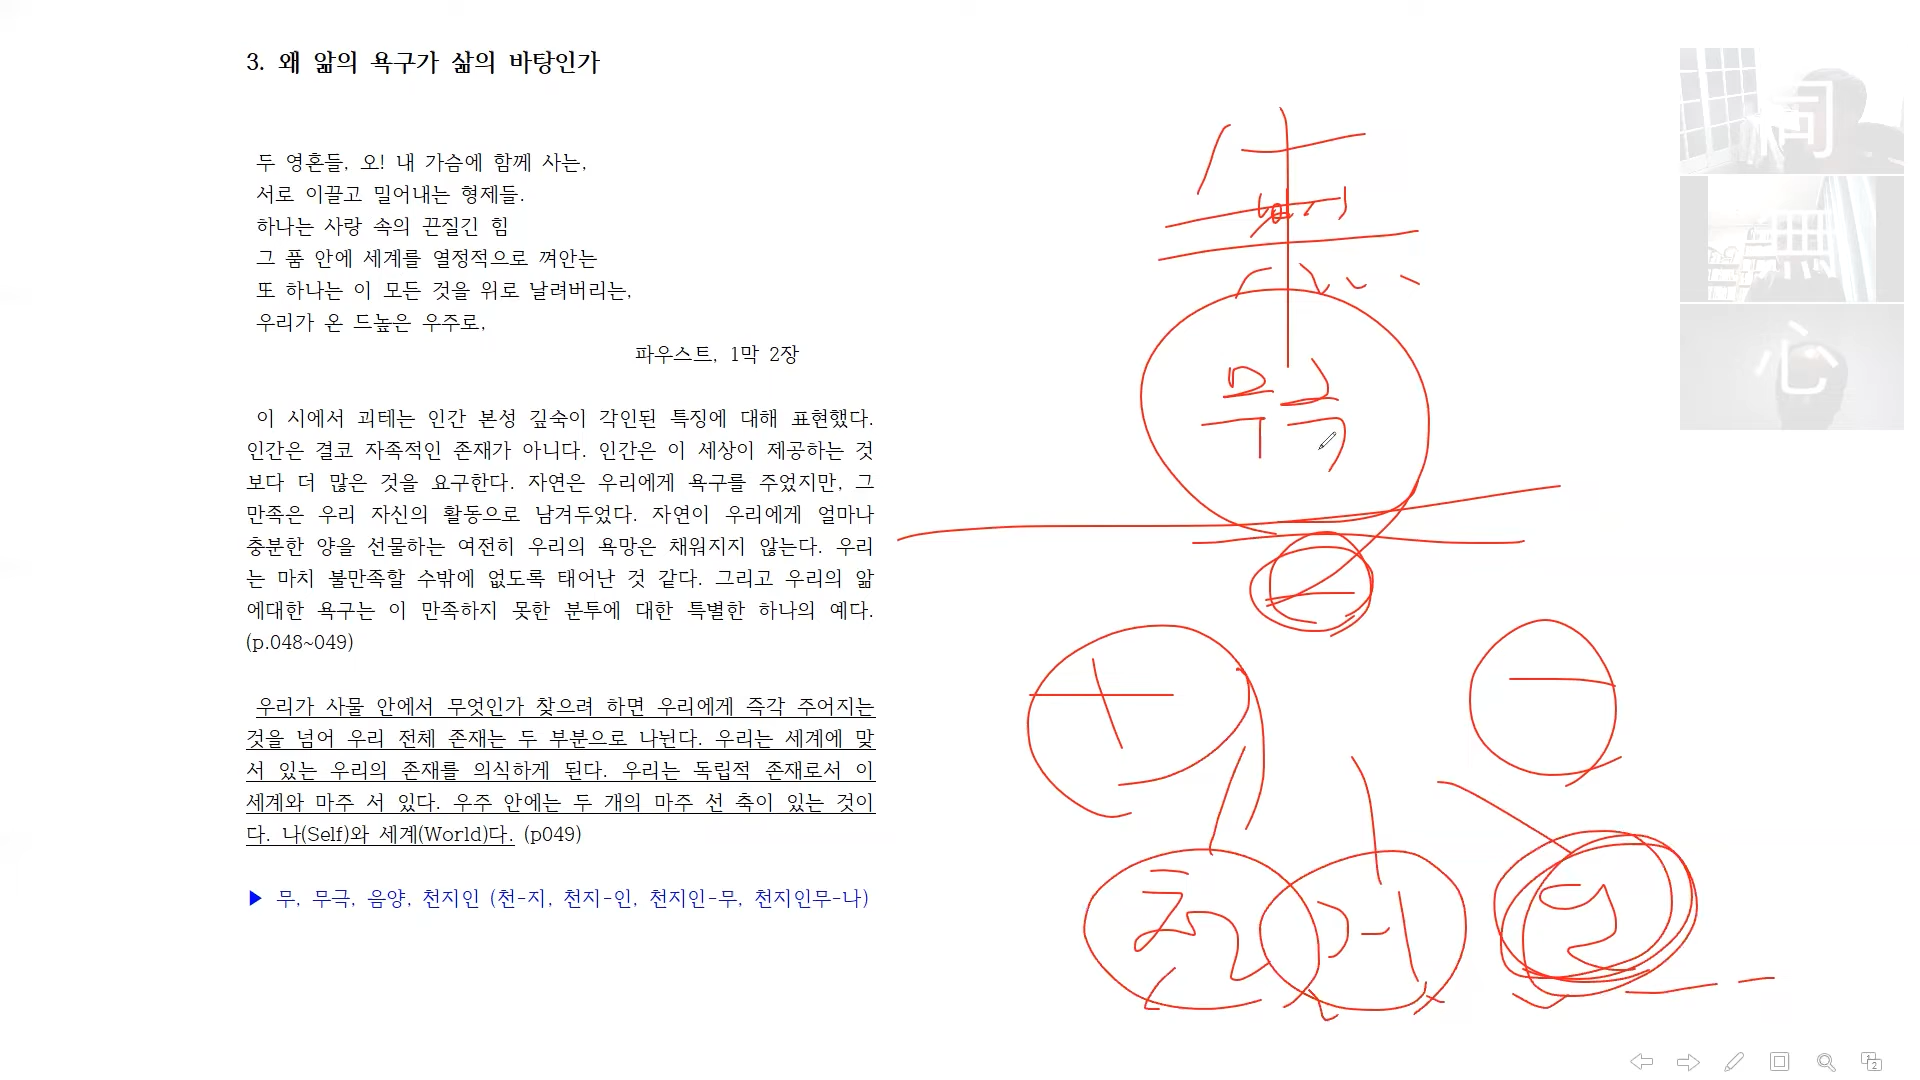 3. 왜 앎의 욕구가 삶의 바탕인가
두 영혼들, 오! 내 가슴에 함께 사는,
서로 이끌고 밀어내는 형제들.
하나는 사랑 속의 끈질긴 힘
그 품 안에 세계를 열정적으로 껴안는
또 하나는 이 모든 것을 위로 날려버리는,
우리가 온 드높은 우주로,
파우스트, 1막 2장
이 시에서 괴테는 인간 본성 깊숙이 각인된 특징에 대해 표현했다.
인간은 결코 자족적인 존재가 아니다. 인간은 이 세상이 제공하는 것
보다 더 많은 것을 요구한다. 자연은 우리에게 욕구를 주었지만, 그
만족은 우리 자신의 활동으로 남겨두었다. 자연이 우리에게 얼마나
충분한 양을 선물하는 여전히 우리의 욕망은 채워지지 않는다. 우리
는 마치 불만족할 수밖에 없도록 태어난 것 같다. 그리고 우리의 앎
에대한 욕구는 이 만족하지 못한 분투에 대한 특별한 하나의 예다.
(p.048~049)
우리가 사물 안에서 무엇인가 찾으려 하면 우리에게 즉각 주어지는
것을 넘어 우리 전체 존재는 두 부분으로 나뉜다. 우리는 세계에 맞
서 있는 우리의 존재를 의식하게 된다. 우리는 독립적 존재로서 이
세계와 마주 서 있다. 우주 안에는 두 개의 마주 선 축이 있는 것이
다. 나(Self)와 세계(World)다. (p049)
▶ 무, 무극, 음양, 천지인 (천-지, 천지-인, 천지인-무, 천지인무-나)
무극
+ −
천 지 인
心